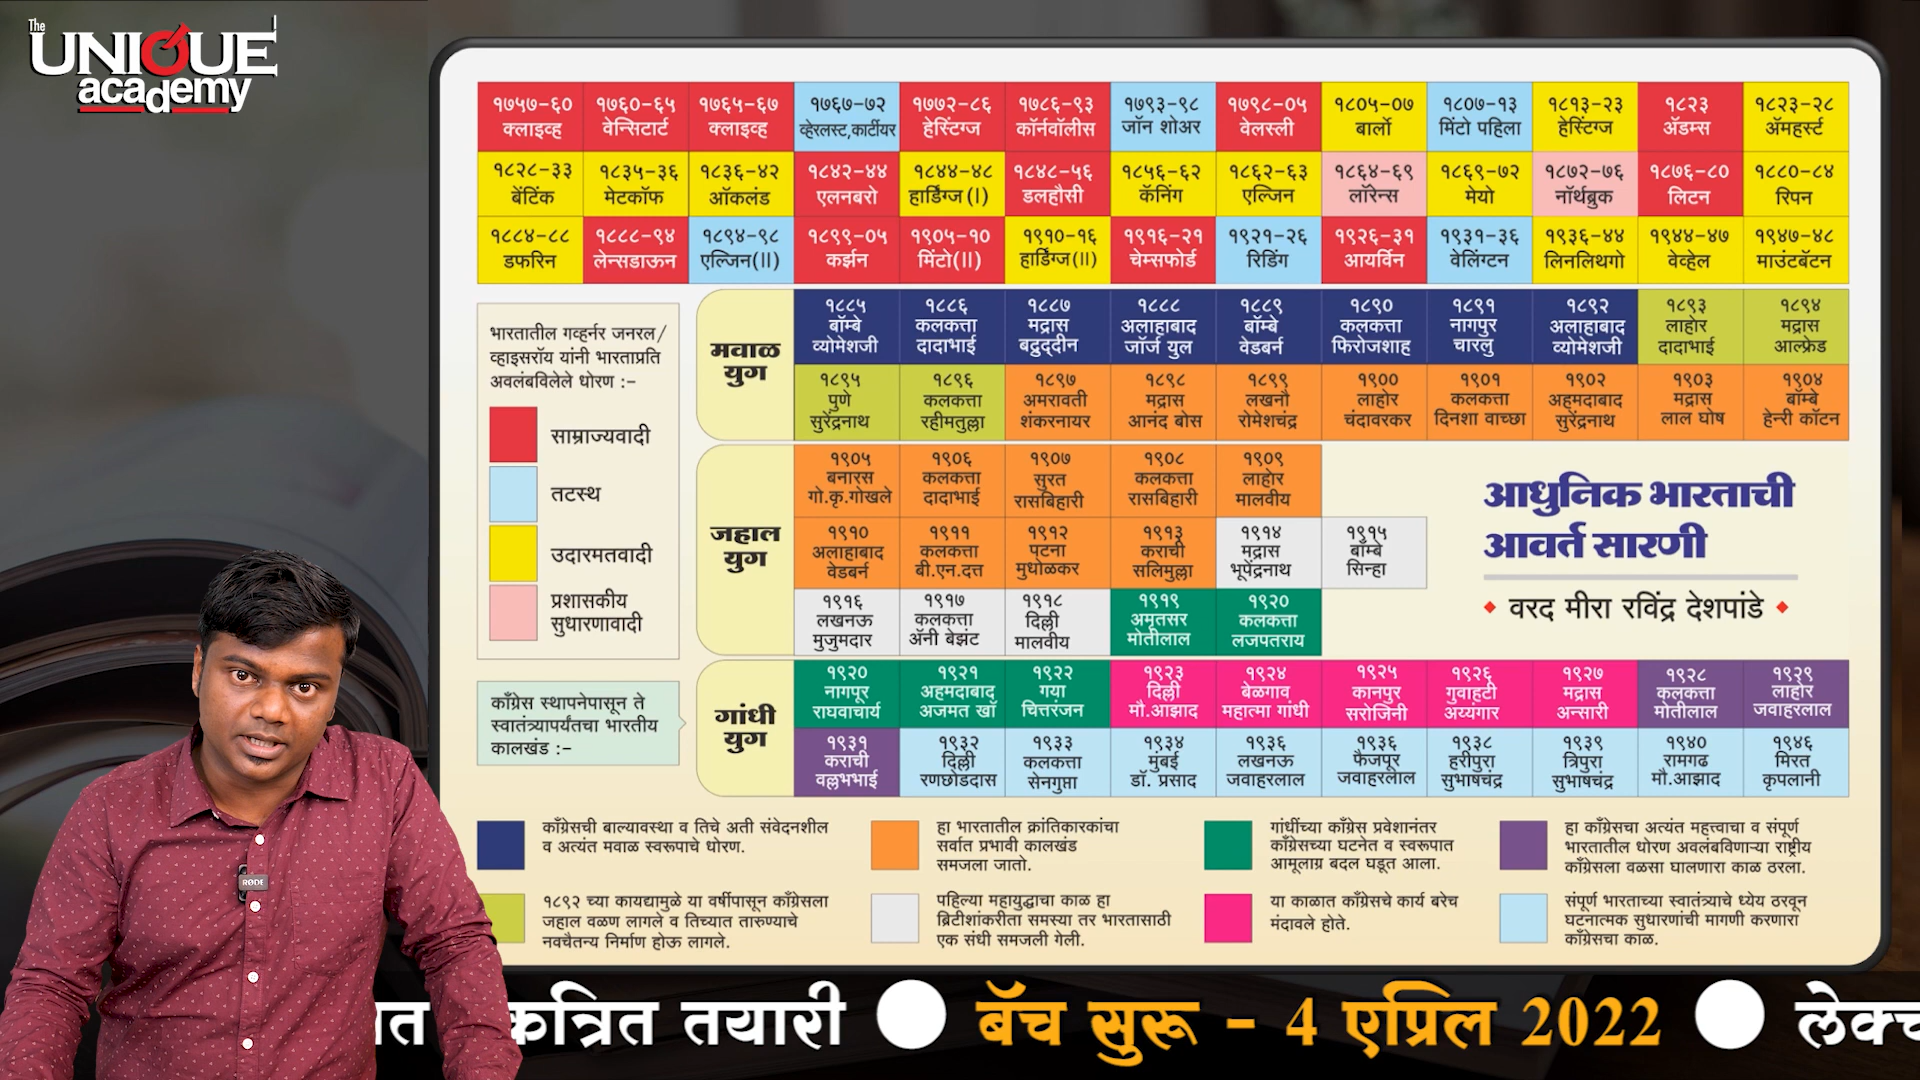 The
UNIQUE
academy
१७५७-६० १७६०-६५ १७६५-६७ १७६७-७२ १७७२-८६ १७८६-९३ १७९३-९८ १७९८-०५ १८०५-०७ १८०७-१३ १८१३-२३ १८२३ १८२३-२८
क्लाइव्ह वेन्सिटार्ट क्लाइव्ह व्हेरलस्ट,कार्टीयर हेस्टिंग्ज कॉर्नवॉलीस जॉन शोअर वेलस्ली बार्लो मिंटो पहिला हेस्टिंग्ज ॲडम्स ॲमहर्स्ट
१८२८-३३ १८३५-३६ १८३६-४२ १८४२-४४ १८४४-४८ १८४८-५६ १८५६-६२ १८६२-६३ १८६४-६९ १८६९-७२ १८७२-७६ १८७६-८० १८८०-८४
बेंटिंक मेटकॉफ ऑकलंड एलनबरो हार्डिंग्ज (I) डलहौसी कॅनिंग एल्जिन लॉरेन्स मेयो नॉर्थब्रुक लिटन रिपन
१८८४-८८ १८८८-९४ १८९४-९८ १८९९-०५ १९०५-१० १९१०-१६ १९१६-२१ १९२१-२६ १९२६-३१ १९३१-३६ १९३६-४४ १९४४-४७ १९४७-४८
डफरिन लेन्सडाऊन एल्जिन(II) कर्झन मिंटो(II) हार्डिंग्ज(II) चेम्सफोर्ड रिडिंग आयर्विन वेलिंग्टन लिनलिथगो वेव्हेल माउंटबॅटन
भारतातील गव्हर्नर जनरल/
व्हाइसरॉय यांनी भारताप्रति
अवलंबविलेले धोरण :-
साम्राज्यवादी
तटस्थ
उदारमतवादी
प्रशासकीय
सुधारणावादी
मवाळ
युग
१८८५ १८८६ १८८७ १८८८ १८८९ १८९० १८९१ १८९२ १८९३ १८९४
बॉम्बे कलकत्ता मद्रास अलाहाबाद बॉम्बे कलकत्ता नागपुर अलाहाबाद लाहोर मद्रास
व्योमेशजी दादाभाई बद्रुद्दीन जॉर्ज युल वेडबर्न फिरोजशाह चारलु व्योमेशजी दादाभाई आल्फ्रेड
१८९५ १८९६ १८९७ १८९८ १८९९ १९०० १९०१ १९०२ १९०३ १९०४
पुणे कलकत्ता अमरावती मद्रास लखनौ लाहोर कलकत्ता अहमदाबाद मद्रास बॉम्बे
सुरेंद्रनाथ रहीमतुल्ला शंकरनायर आनंद बोस रोमेशचंद्र चंदावरकर दिनशा वाच्छा सुरेंद्रनाथ लाल घोष हेन्री कॉटन
जहाल
युग
१९०५ १९०६ १९०७ १९०८ १९०९
बनारस कलकत्ता सुरत कलकत्ता लाहोर
गो.कृ.गोखले दादाभाई रासबिहारी रासबिहारी मालवीय
१९१० १९११ १९१२ १९१३ १९१४ १९१५
अलाहाबाद कलकत्ता पटना कराची मद्रास बॉम्बे
वेडबर्न बी.एन.दत्त मुधोळकर सलिमुल्ला भूपेंद्रनाथ सिन्हा
१९१६ १९१७ १९१८ १९१९ १९२०
लखनऊ कलकत्ता दिल्ली अमृतसर कलकत्ता
मुजुमदार ॲनी बेझंट मालवीय मोतीलाल लजपतराय
आधुनिक भारताची
आवर्त सारणी
वरद मीरा रविंद्र देशपांडे
काँग्रेस स्थापनेपासून ते
स्वातंत्र्यापर्यंतचा भारतीय
कालखंड :-
गांधी
युग
१९२० १९२१ १९२२ १९२३ १९२४ १९२५ १९२६ १९२७ १९२८ १९२९
नागपूर अहमदाबाद गया दिल्ली बेळगाव कानपुर गुवाहटी मद्रास कलकत्ता लाहोर
राघवाचार्य अजमत खाँ चित्तरंजन मौ.आझाद महात्मा गांधी सरोजिनी अय्यंगार अन्सारी मोतीलाल जवाहरलाल
१९३१ १९३२ १९३३ १९३४ १९३६ १९३६ १९३८ १९३९ १९४० १९४६
कराची दिल्ली कलकत्ता मुंबई लखनऊ फैजपूर हरीपुरा त्रिपुरा रामगढ मिरत
वल्लभभाई रणछोडदास सेनगुप्ता डॉ. प्रसाद जवाहरलाल जवाहरलाल सुभाषचंद्र सुभाषचंद्र मौ.आझाद कृपलानी
काँग्रेसची बाल्यावस्था व तिचे अती संवेदनशील
व अत्यंत मवाळ स्वरूपाचे धोरण.
हा भारतातील क्रांतिकारकांचा
सर्वात प्रभावी कालखंड
समजला जातो.
गांधींच्या काँग्रेस प्रवेशानंतर
काँग्रेसच्या घटनेत व स्वरूपात
आमूलाग्र बदल घडून आला.
हा काँग्रेसचा अत्यंत महत्त्वाचा व संपूर्ण
भारतातील धोरण अवलंबविणाऱ्या राष्ट्रीय
काँग्रेसला वळसा घालणारा काळ ठरला.
१८९२ च्या कायद्यामुळे या वर्षीपासून काँग्रेसला
जहाल वळण लागले व तिच्यात तारुण्याचे
नवचैतन्य निर्माण होऊ लागले.
पहिल्या महायुद्धाचा काळ हा
ब्रिटीशांकरीता समस्या तर भारतासाठी
एक संधी समजली गेली.
या काळात काँग्रेसचे कार्य बरेच
मंदावले होते.
संपूर्ण भारताच्या स्वातंत्र्याचे ध्येय ठरवून
घटनात्मक सुधारणांची मागणी करणारा
काँग्रेसचा काळ.
RØDE
त कत्रित तयारी ● बॅच सुरू - 4 एप्रिल 2022 ● लेक्च